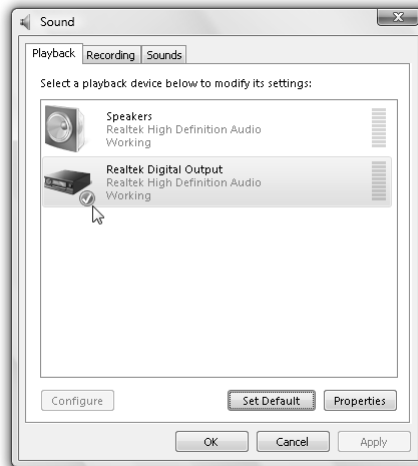 Sound
Playback Recording Sounds
Select a playback device below to modify its settings:
Speakers
Realtek High Definition Audio
Working
Realtek Digital Output
Realtek High Definition Audio
Working
Configure Set Default Properties
OK Cancel Apply